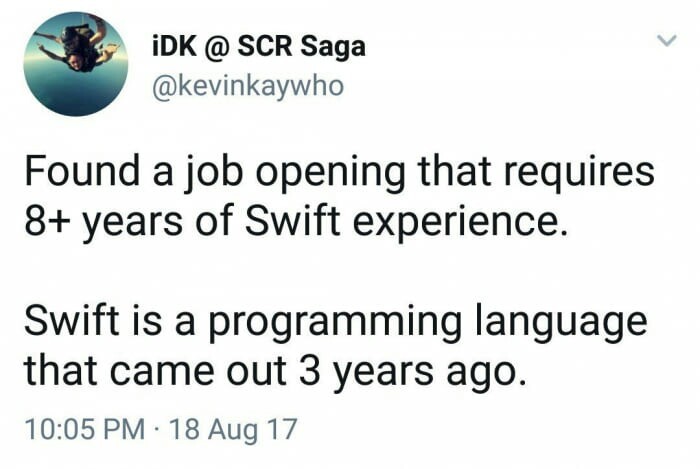 iDK @ SCR Saga
@kevinkaywho
Found a job opening that requires
8+ years of Swift experience.
Swift is a programming language
that came out 3 years ago.
10:05 PM · 18 Aug 17